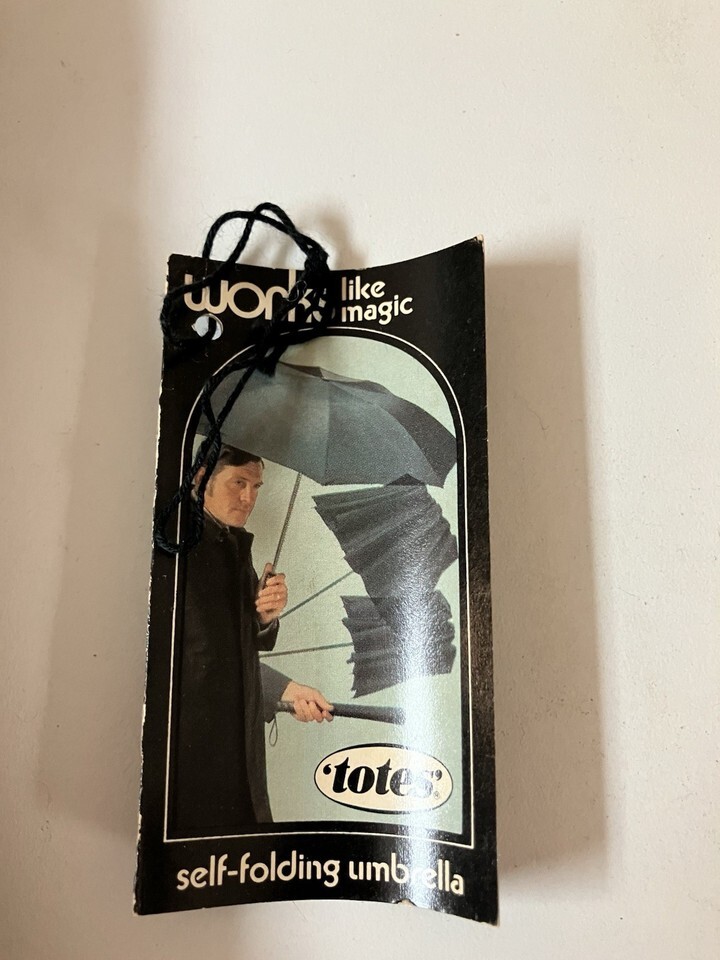 works like
magic
'totes'®
self-folding umbrella